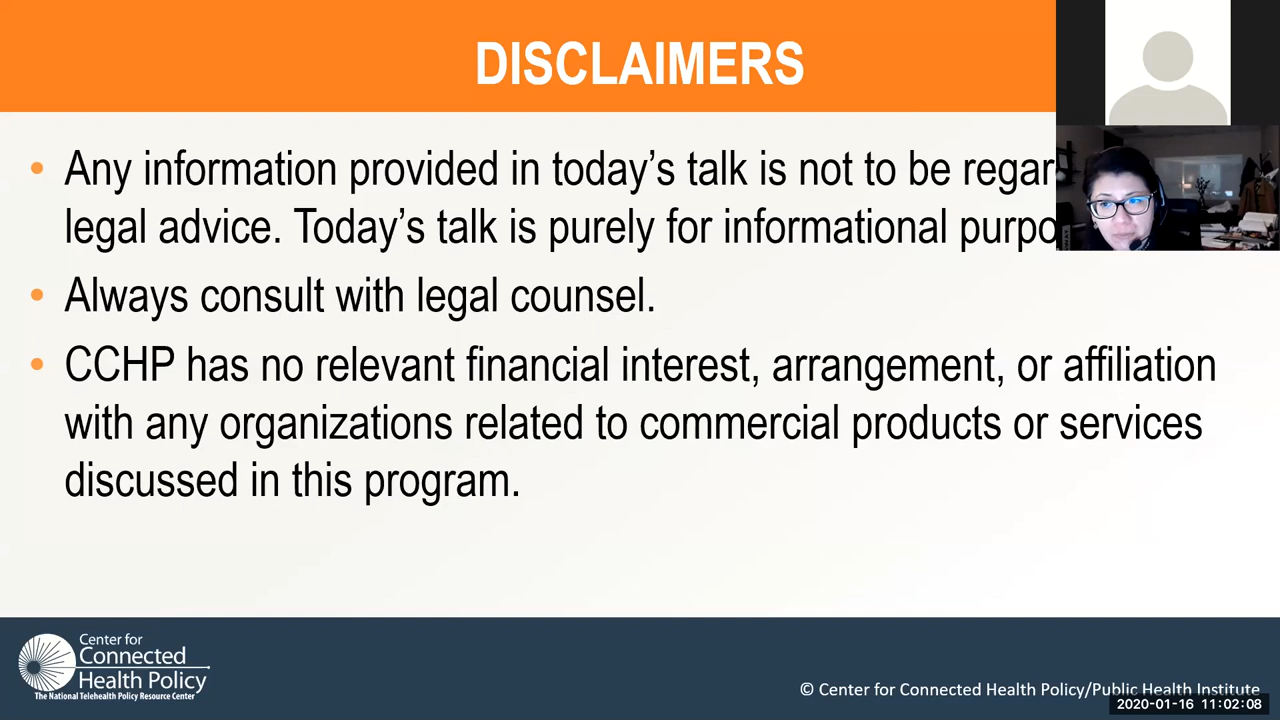 DISCLAIMERS
• Any information provided in today's talk is not to be
legal advice. Today's talk is purely for informational
• Always consult with legal counsel.
• CCHP has no relevant financial interest, arrangement, or affiliation
with any organizations related to commercial products or services
discussed in this program.
Center for
Connected
Health Policy
The National Telehealth Policy Resource Center
© Center for Connected Health Policy/Public Health Institute
2020-01-16 11:02:08